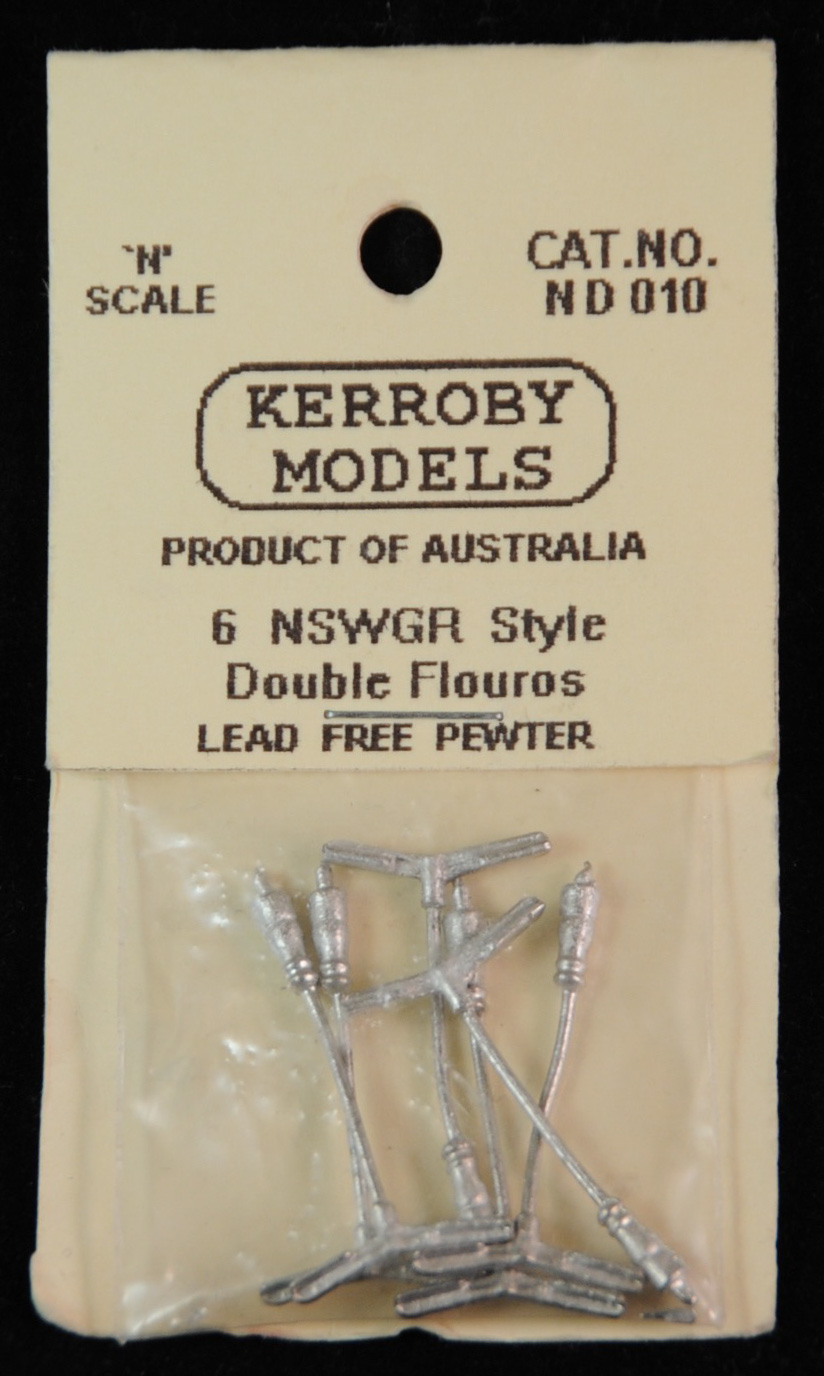 `N'
SCALE
CAT.NO.
ND 010
KERROBY
MODELS
PRODUCT OF AUSTRALIA
6 NSWGR Style
Double Flouros
LEAD FREE PEWTER